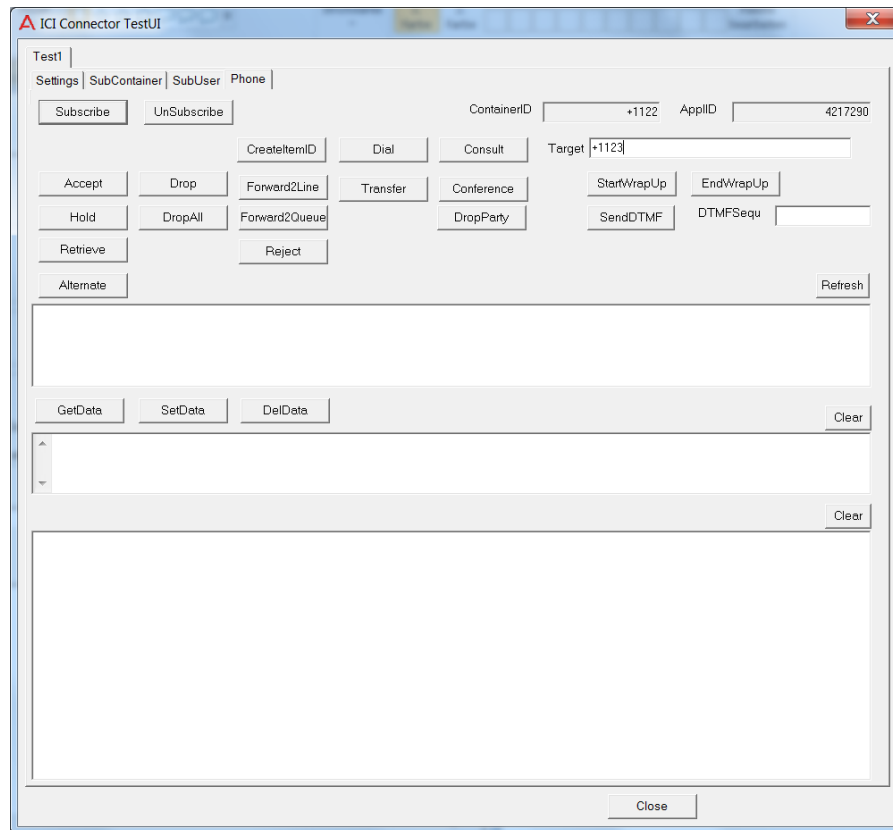 ICI Connector TestUI
Test1
Settings SubContainer SubUser Phone
Subscribe UnSubscribe ContainerID +1122 ApplID 4217290
CreateItemID Dial Consult Target +1123
Accept Drop Forward2Line Transfer Conference StartWrapUp EndWrapUp
Hold DropAll Forward2Queue DropParty SendDTMF DTMFSequ
Retrieve Reject
Alternate Refresh
GetData SetData DelData Clear
Clear
Close